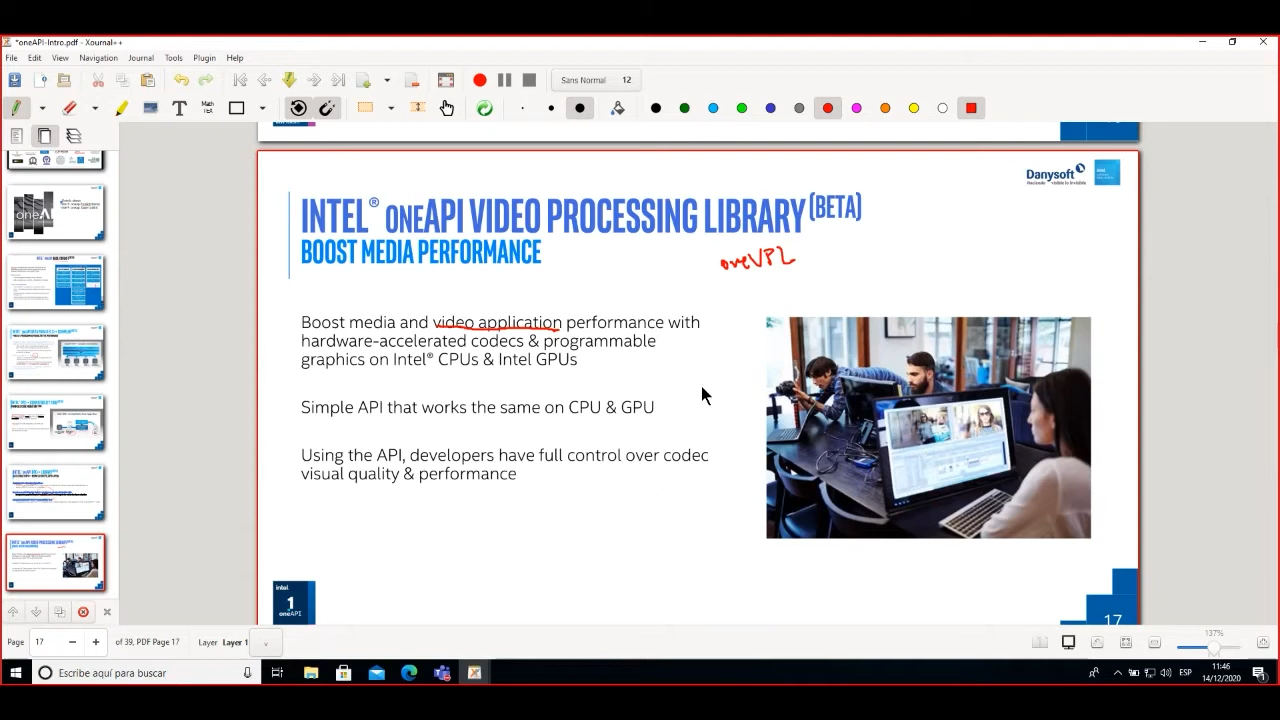 *oneAPI-Intro.pdf - Xournal++
File Edit View Navigation Journal Tools Plugin Help
Sans Normal 12
Danysoft
INTEL® ONEAPI VIDEO PROCESSING LIBRARY(BETA)
BOOST MEDIA PERFORMANCE
oneVPL
Boost media and video application performance with
hardware-accelerated codecs & programmable
graphics on Intel® CPUs & Intel GPUs
Simple API that works the same on CPU & GPU
Using the API, developers have full control over codec
visual quality & performance
intel
1
oneAPI
17
Page 17 of 39, PDF Page 17 Layer Layer 1
137%
Escribe aquí para buscar
ESP
11:46
14/12/2020